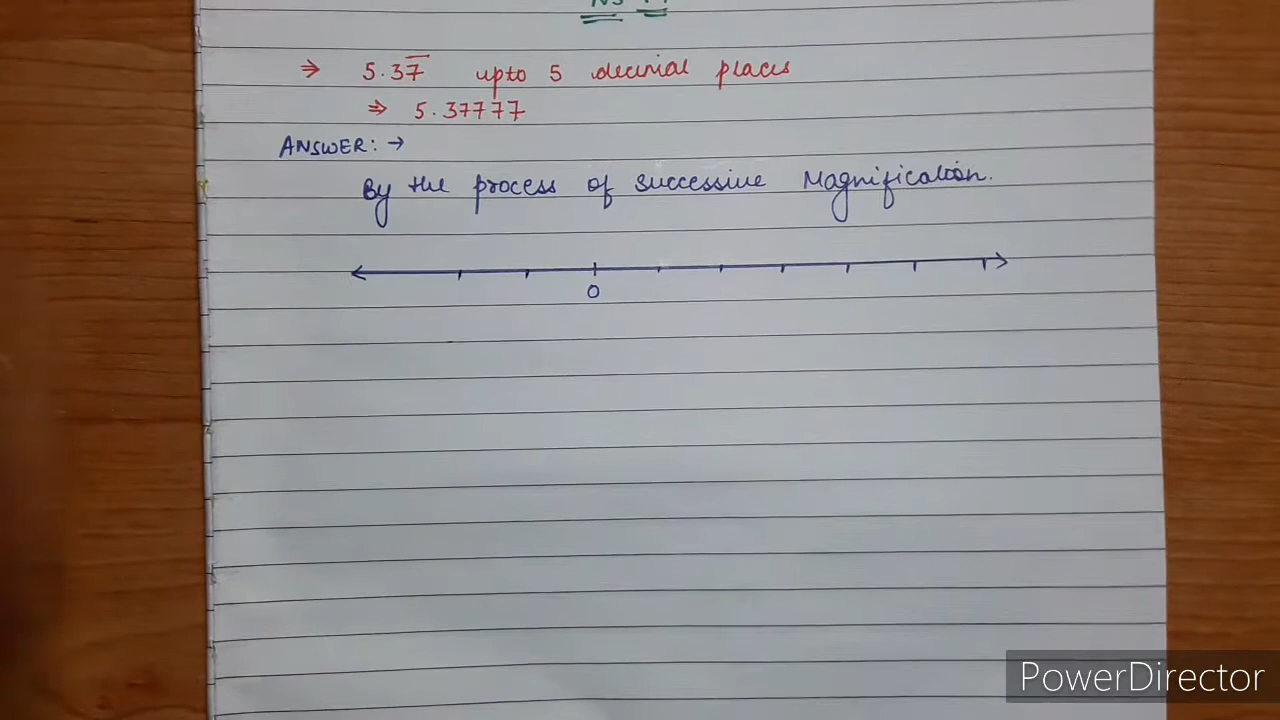 ⇒ 5.37̅ upto 5 decimal places
⇒ 5.37777
ANSWER: →
By the process of successive Magnification.
0
PowerDirector